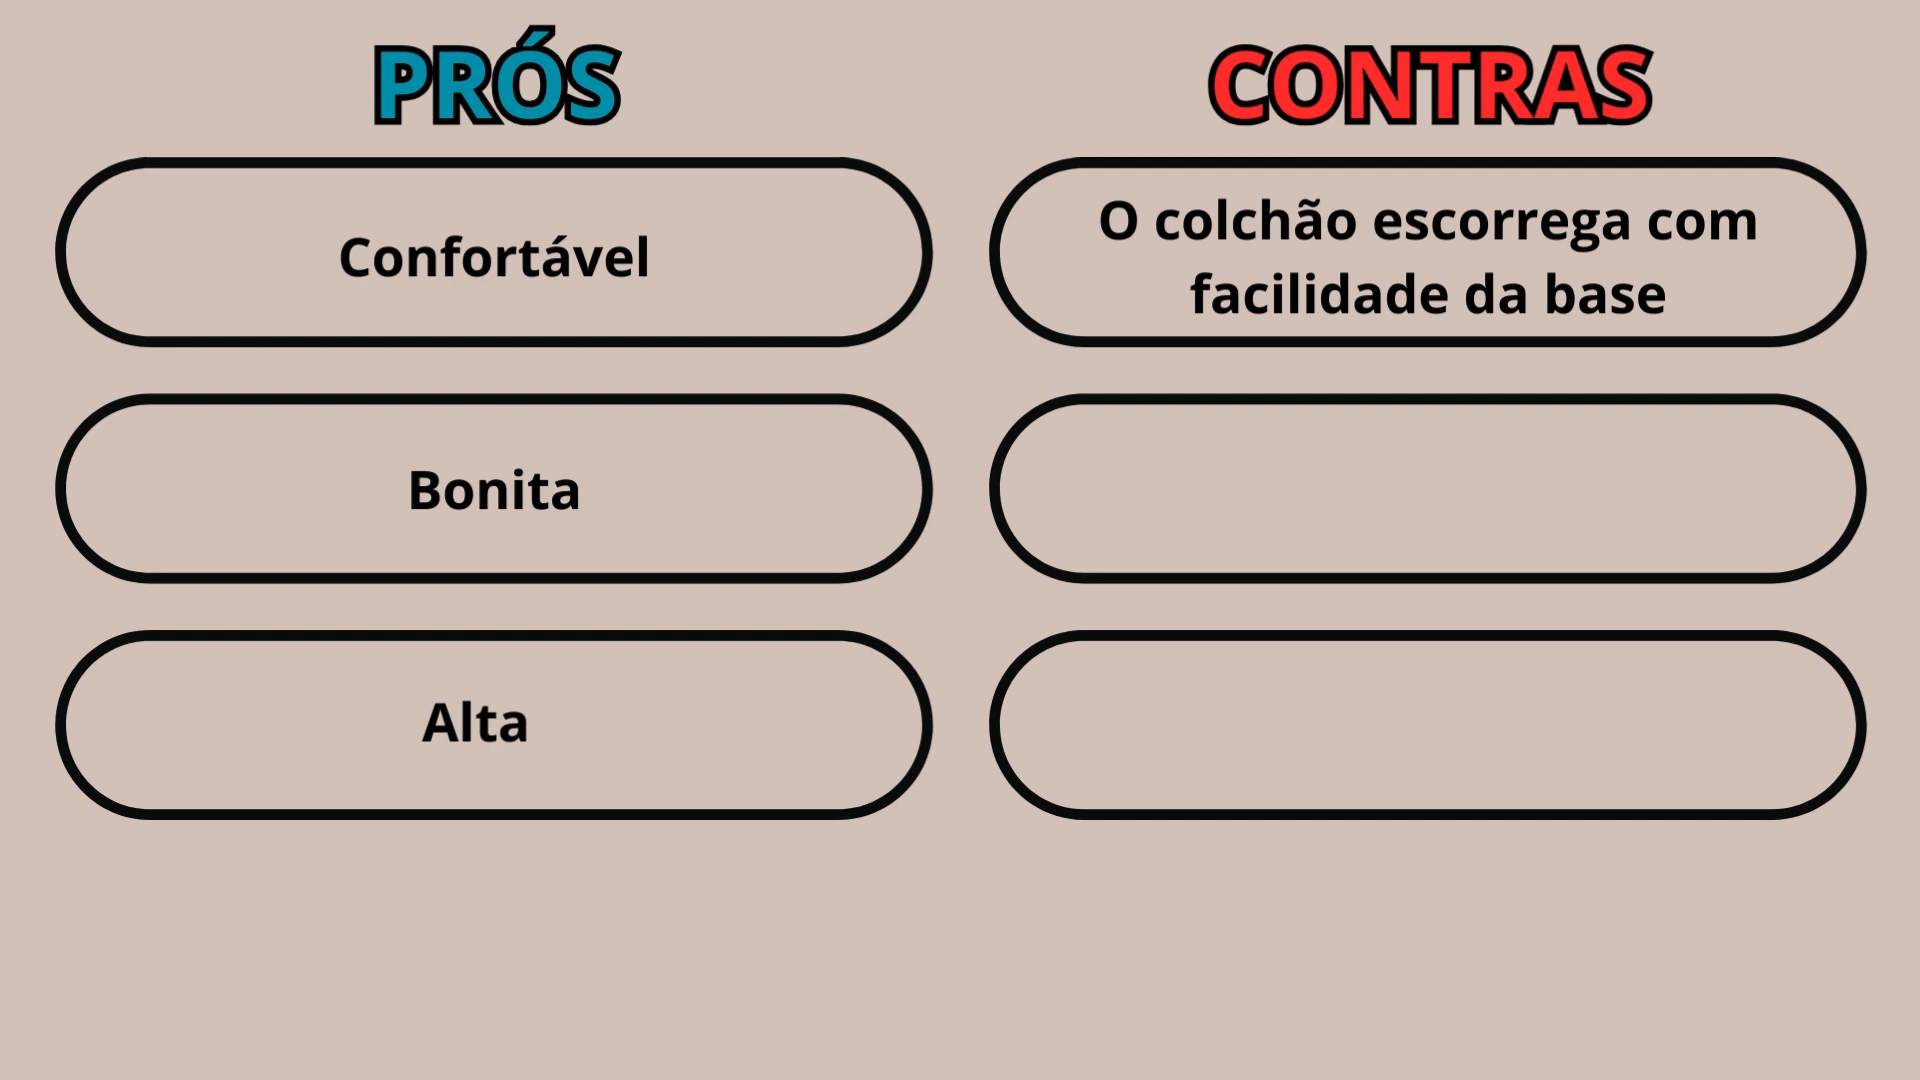 PRÓS
CONTRAS
Confortável
O colchão escorrega com
facilidade da base
Bonita
Alta